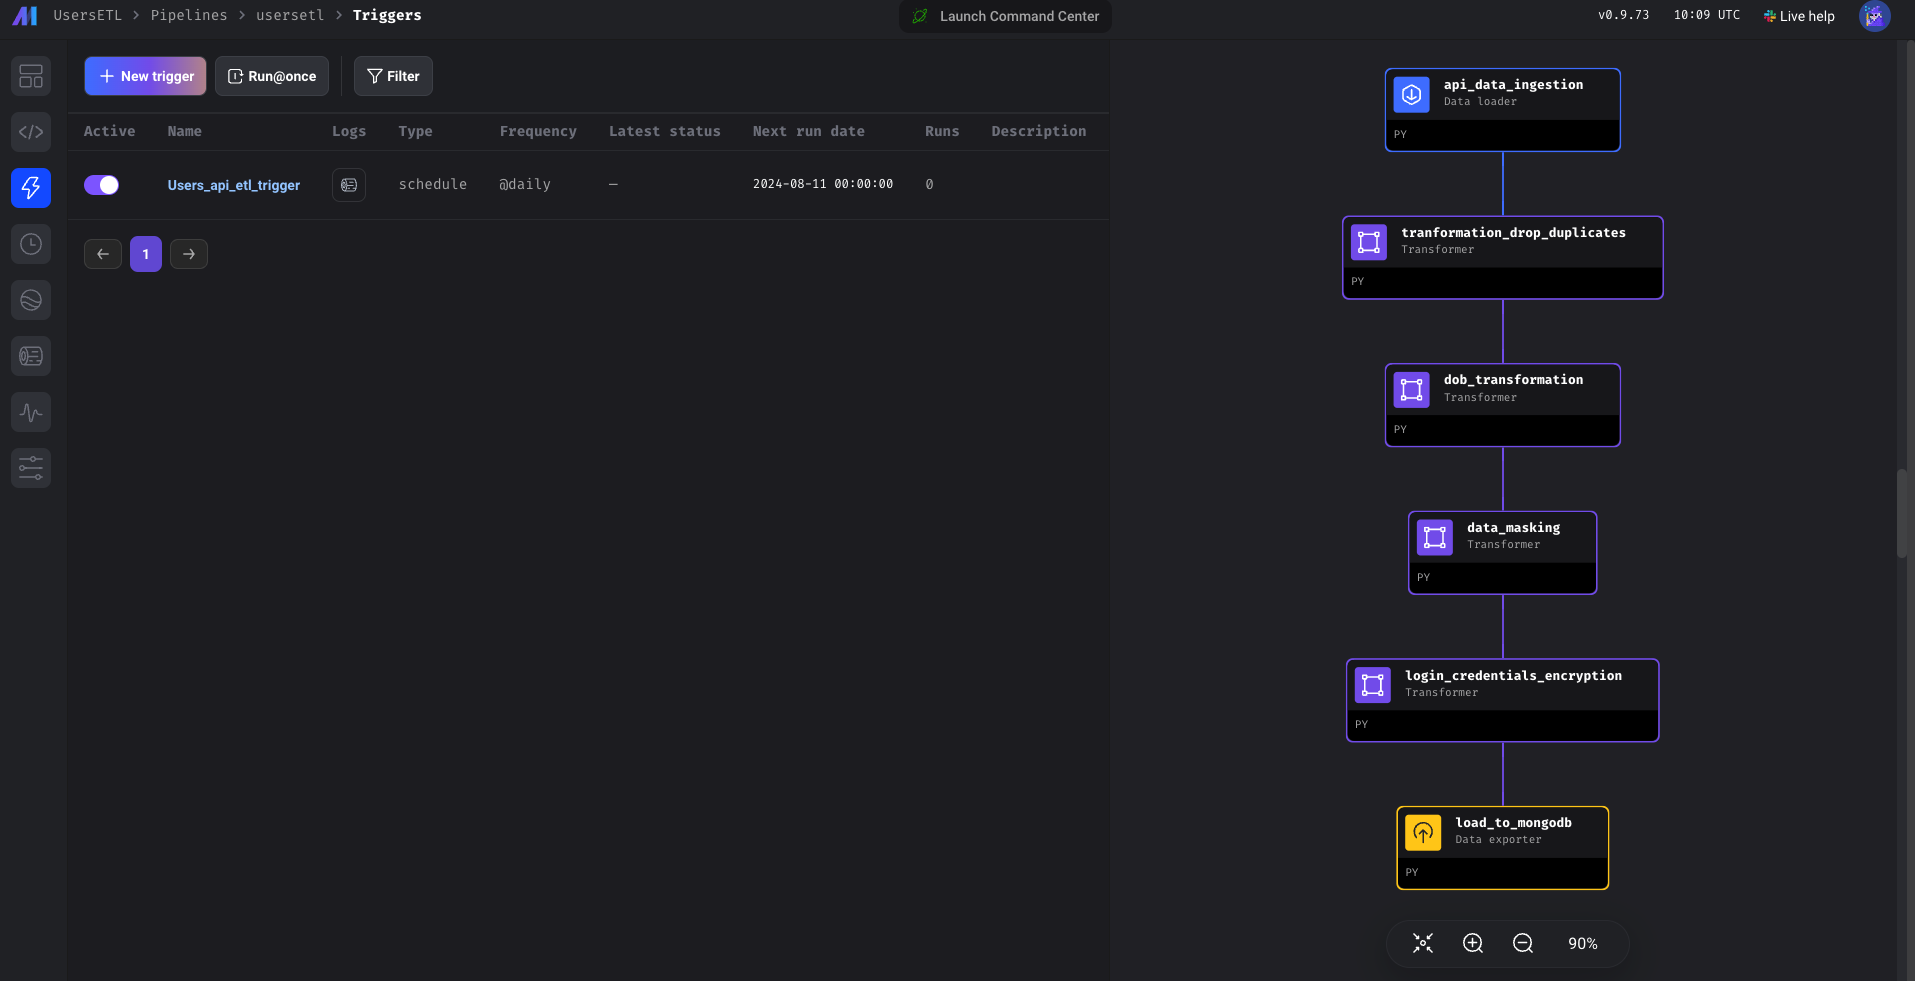 UsersETL > Pipelines > usersetl > Triggers
Launch Command Center
v0.9.73 10:09 UTC Live help
New trigger Run@once Filter
Active Name Logs Type Frequency Latest status Next run date Runs Description
Users_api_etl_trigger schedule @daily — 2024-08-11 00:00:00 0
← 1 →
api_data_ingestion
Data loader
PY
tranformation_drop_duplicates
Transformer
PY
dob_transformation
Transformer
PY
data_masking
Transformer
PY
login_credentials_encryption
Transformer
PY
load_to_mongodb
Data exporter
PY
90%